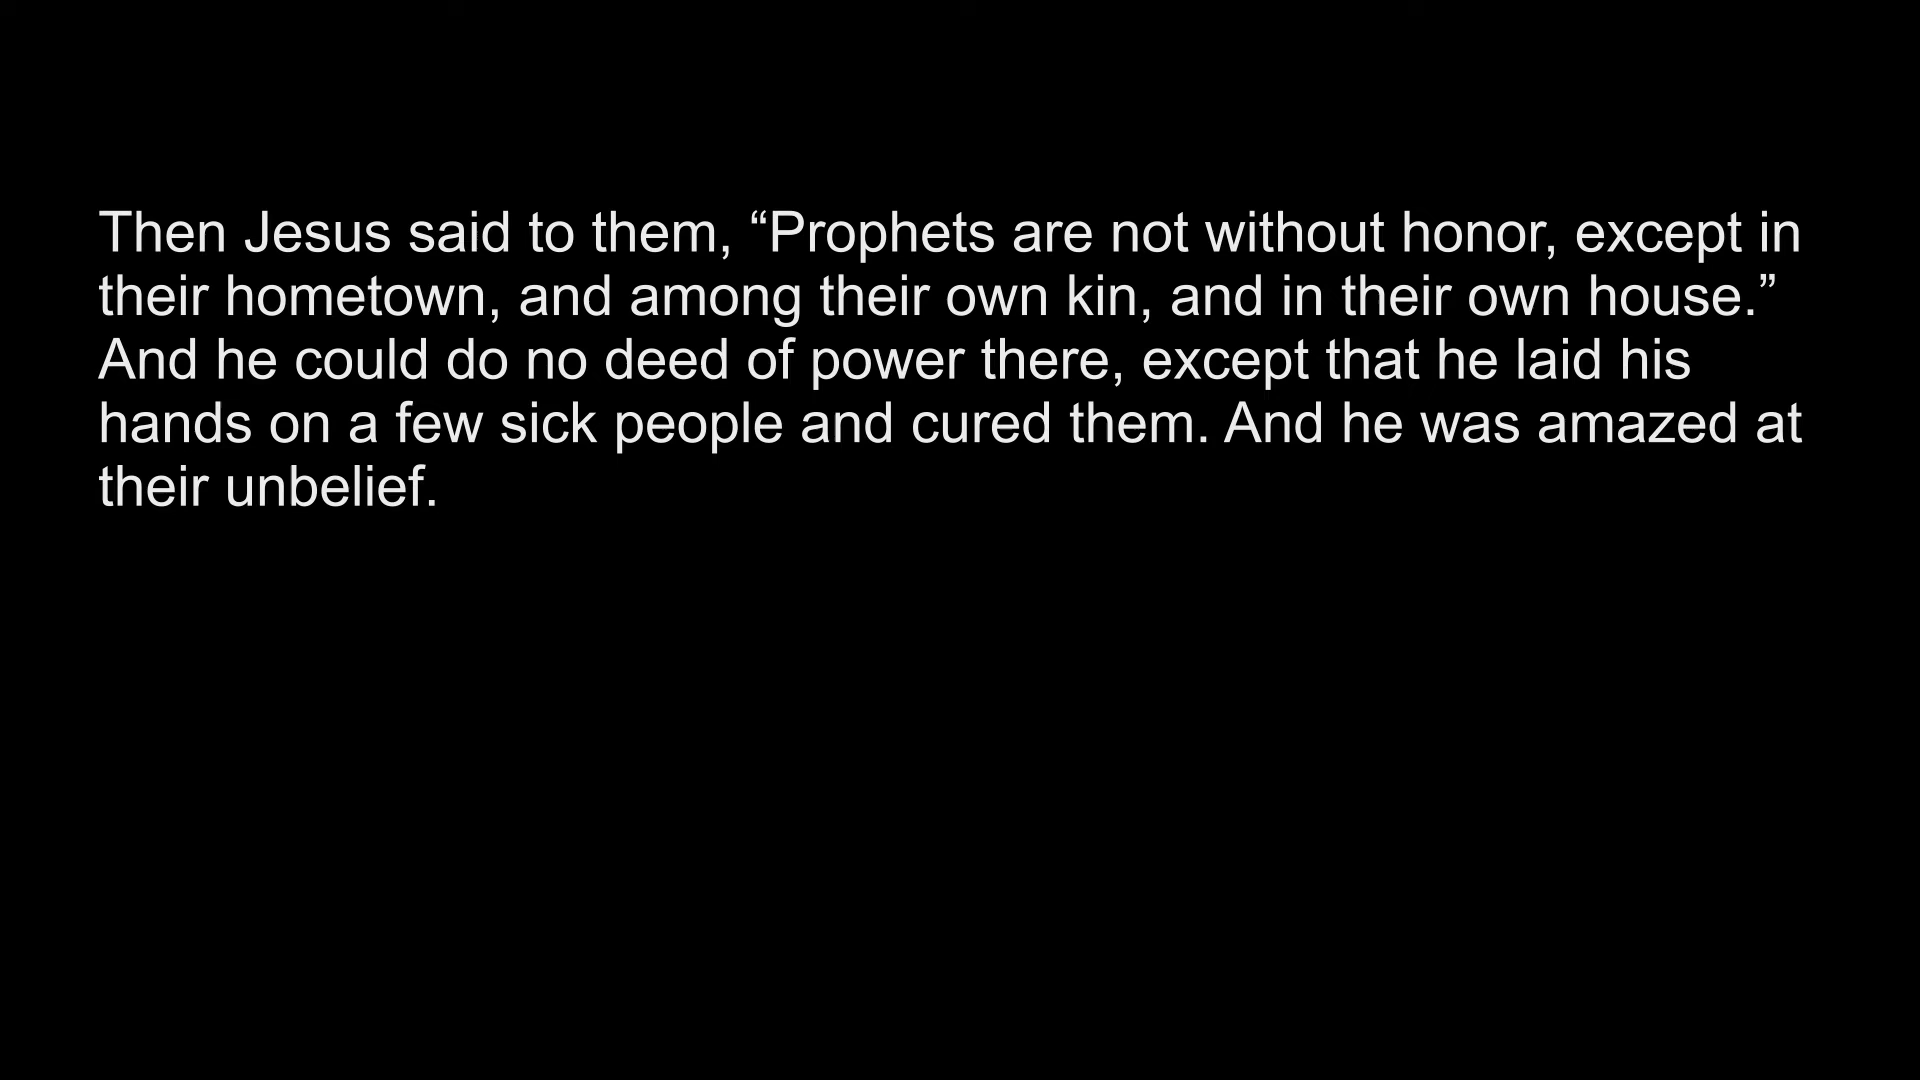 Then Jesus said to them, “Prophets are not without honor, except in
their hometown, and among their own kin, and in their own house.”
And he could do no deed of power there, except that he laid his
hands on a few sick people and cured them. And he was amazed at
their unbelief.